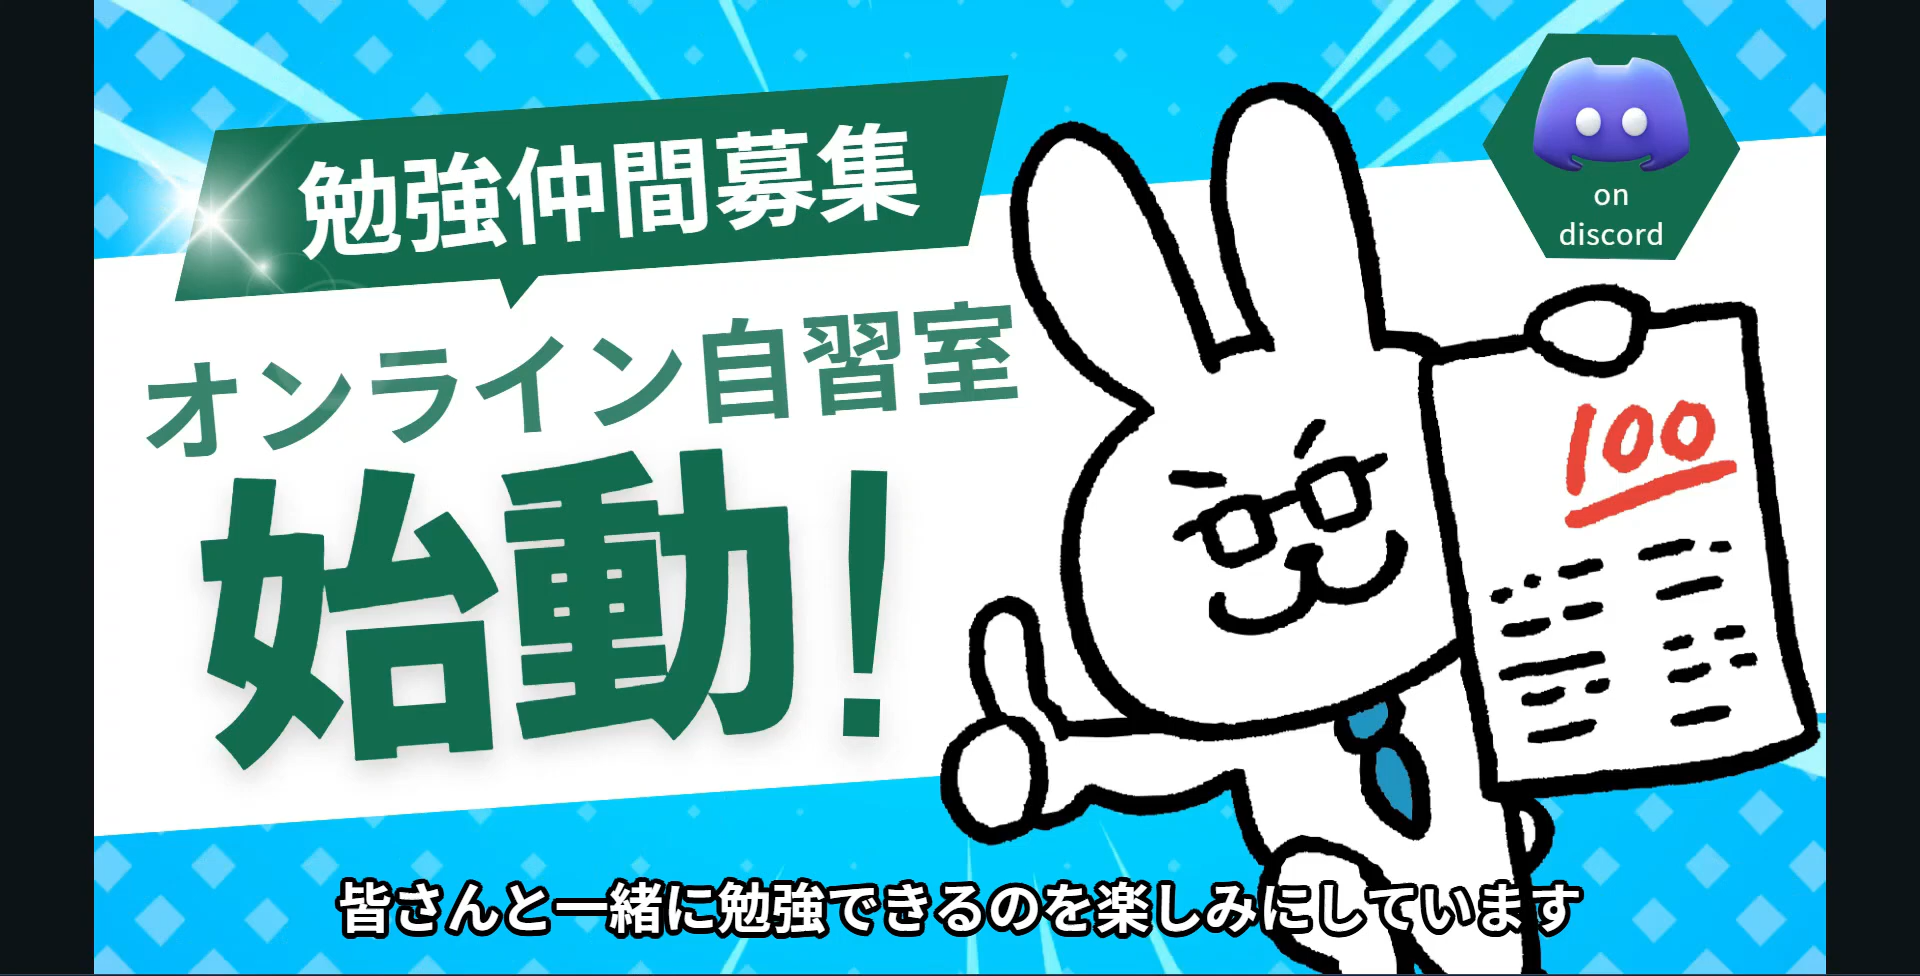 勉強仲間募集
on
discord
オンライン自習室
始動!
100
皆さんと一緒に勉強できるのを楽しみにしています